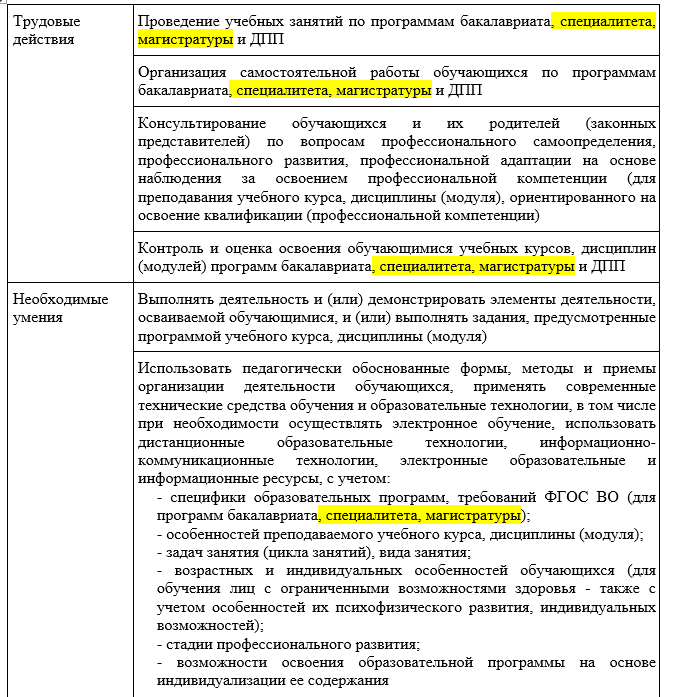 Трудовые
действия
Проведение учебных занятий по программам бакалавриата, специалитета,
магистратуры и ДПП
Организация самостоятельной работы обучающихся по программам
бакалавриата, специалитета, магистратуры и ДПП
Консультирование обучающихся и их родителей (законных
представителей) по вопросам профессионального самоопределения,
профессионального развития, профессиональной адаптации на основе
наблюдения за освоением профессиональной компетенции (для
преподавания учебного курса, дисциплины (модуля), ориентированного на
освоение квалификации (профессиональной компетенции)
Контроль и оценка освоения обучающимися учебных курсов, дисциплин
(модулей) программ бакалавриата, специалитета, магистратуры и ДПП
Необходимые
умения
Выполнять деятельность и (или) демонстрировать элементы деятельности,
осваиваемой обучающимися, и (или) выполнять задания, предусмотренные
программой учебного курса, дисциплины (модуля)
Использовать педагогически обоснованные формы, методы и приемы
организации деятельности обучающихся, применять современные
технические средства обучения и образовательные технологии, в том числе
при необходимости осуществлять электронное обучение, использовать
дистанционные образовательные технологии, информационно-
коммуникационные технологии, электронные образовательные и
информационные ресурсы, с учетом:
- специфики образовательных программ, требований ФГОС ВО (для
программ бакалавриата, специалитета, магистратуры);
- особенностей преподаваемого учебного курса, дисциплины (модуля);
- задач занятия (цикла занятий), вида занятия;
- возрастных и индивидуальных особенностей обучающихся (для
обучения лиц с ограниченными возможностями здоровья - также с
учетом особенностей их психофизического развития, индивидуальных
возможностей);
- стадии профессионального развития;
- возможности освоения образовательной программы на основе
индивидуализации ее содержания